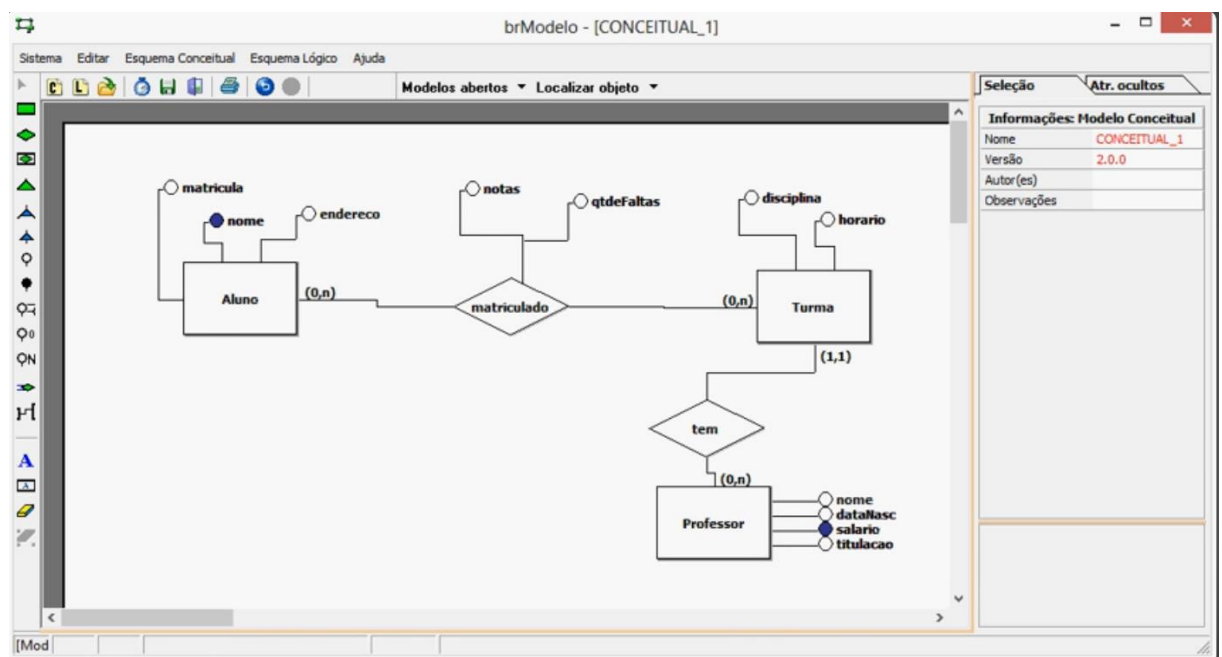 brModelo - [CONCEITUAL_1]
Sistema Editar Esquema Conceitual Esquema Lógico Ajuda
Modelos abertos Localizar objeto
Seleção Atr. ocultos
Informações: Modelo Conceitual
Nome CONCEITUAL_1
Versão 2.0.0
Autor(es)
Observações
matricula
nome
endereco
notas
qtdeFaltas
disciplina
horario
Aluno
(0,n)
matriculado
(0,n)
Turma
(1,1)
tem
(0,n)
Professor
nome
dataNasc
salario
titulacao
[Mod